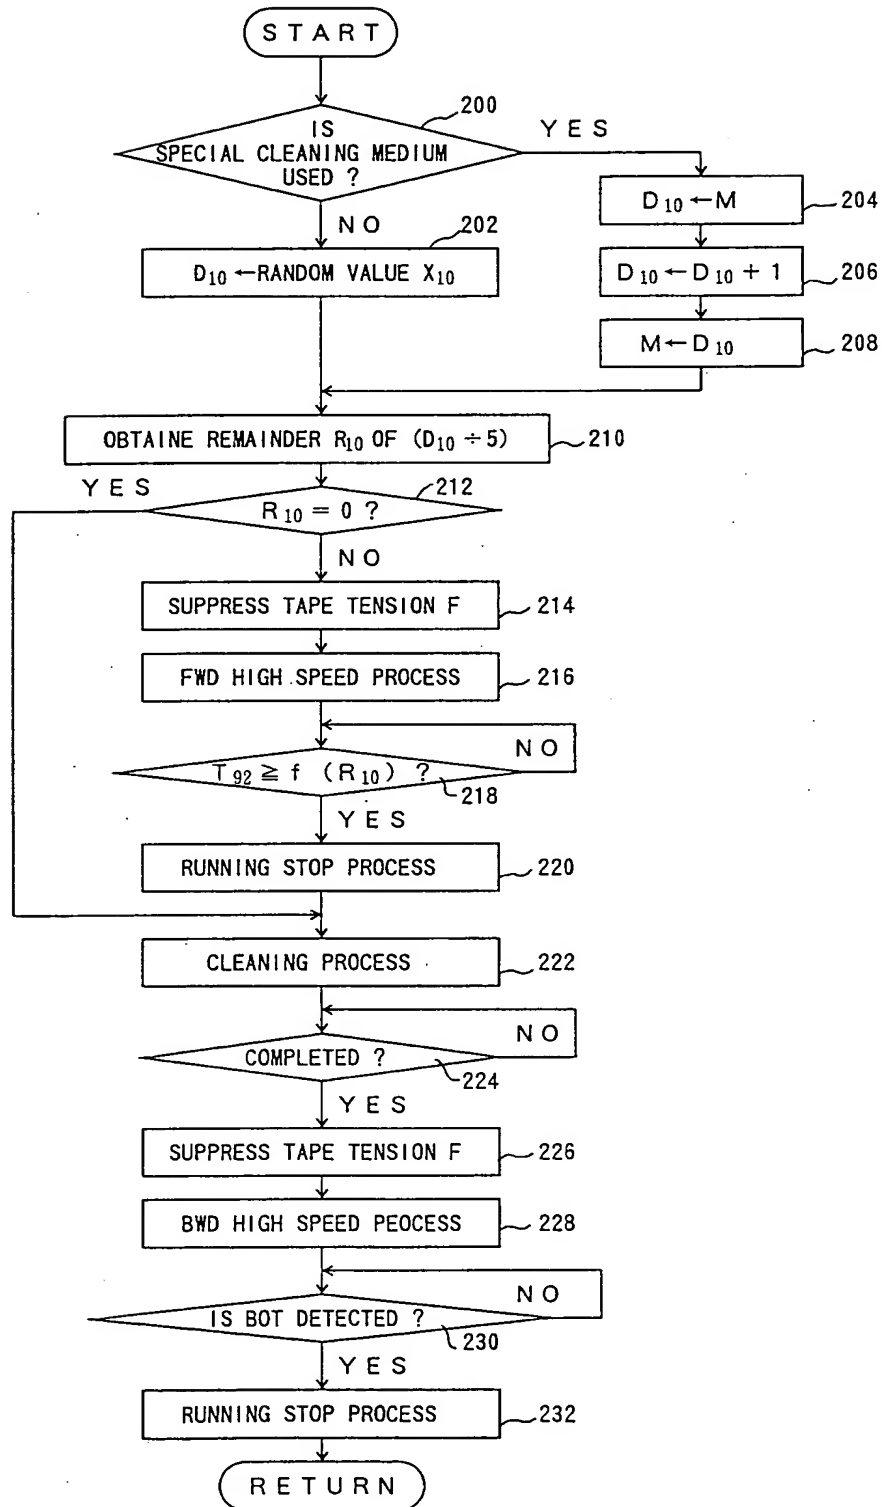 START
200
IS
SPECIAL CLEANING MEDIUM
USED ?
YES
NO
202
D10 ←RANDOM VALUE X10
D10 ←M
204
D10 ← D10 + 1
206
M← D10
208
OBTAINE REMAINDER R10 OF (D10 ÷5)
210
YES
212
R10 = 0 ?
NO
SUPPRESS TAPE TENSION F
214
FWD HIGH SPEED PROCESS
216
NO
T92 ≧ f (R10) ?
218
YES
RUNNING STOP PROCESS
220
CLEANING PROCESS
222
NO
COMPLETED ?
224
YES
SUPPRESS TAPE TENSION F
226
BWD HIGH SPEED PEOCESS
228
NO
IS BOT DETECTED ?
230
YES
RUNNING STOP PROCESS
232
RETURN